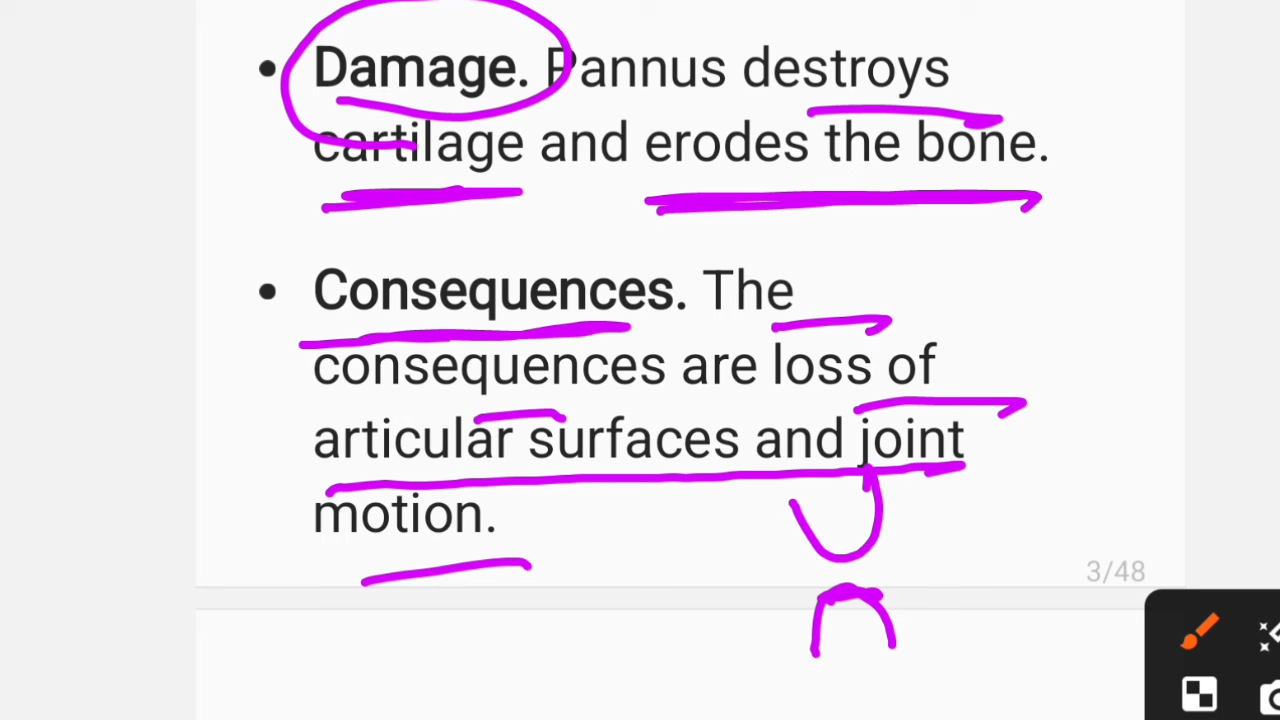 • Damage. Pannus destroys
cartilage and erodes the bone.
• Consequences. The
consequences are loss of
articular surfaces and joint
motion.
3/48